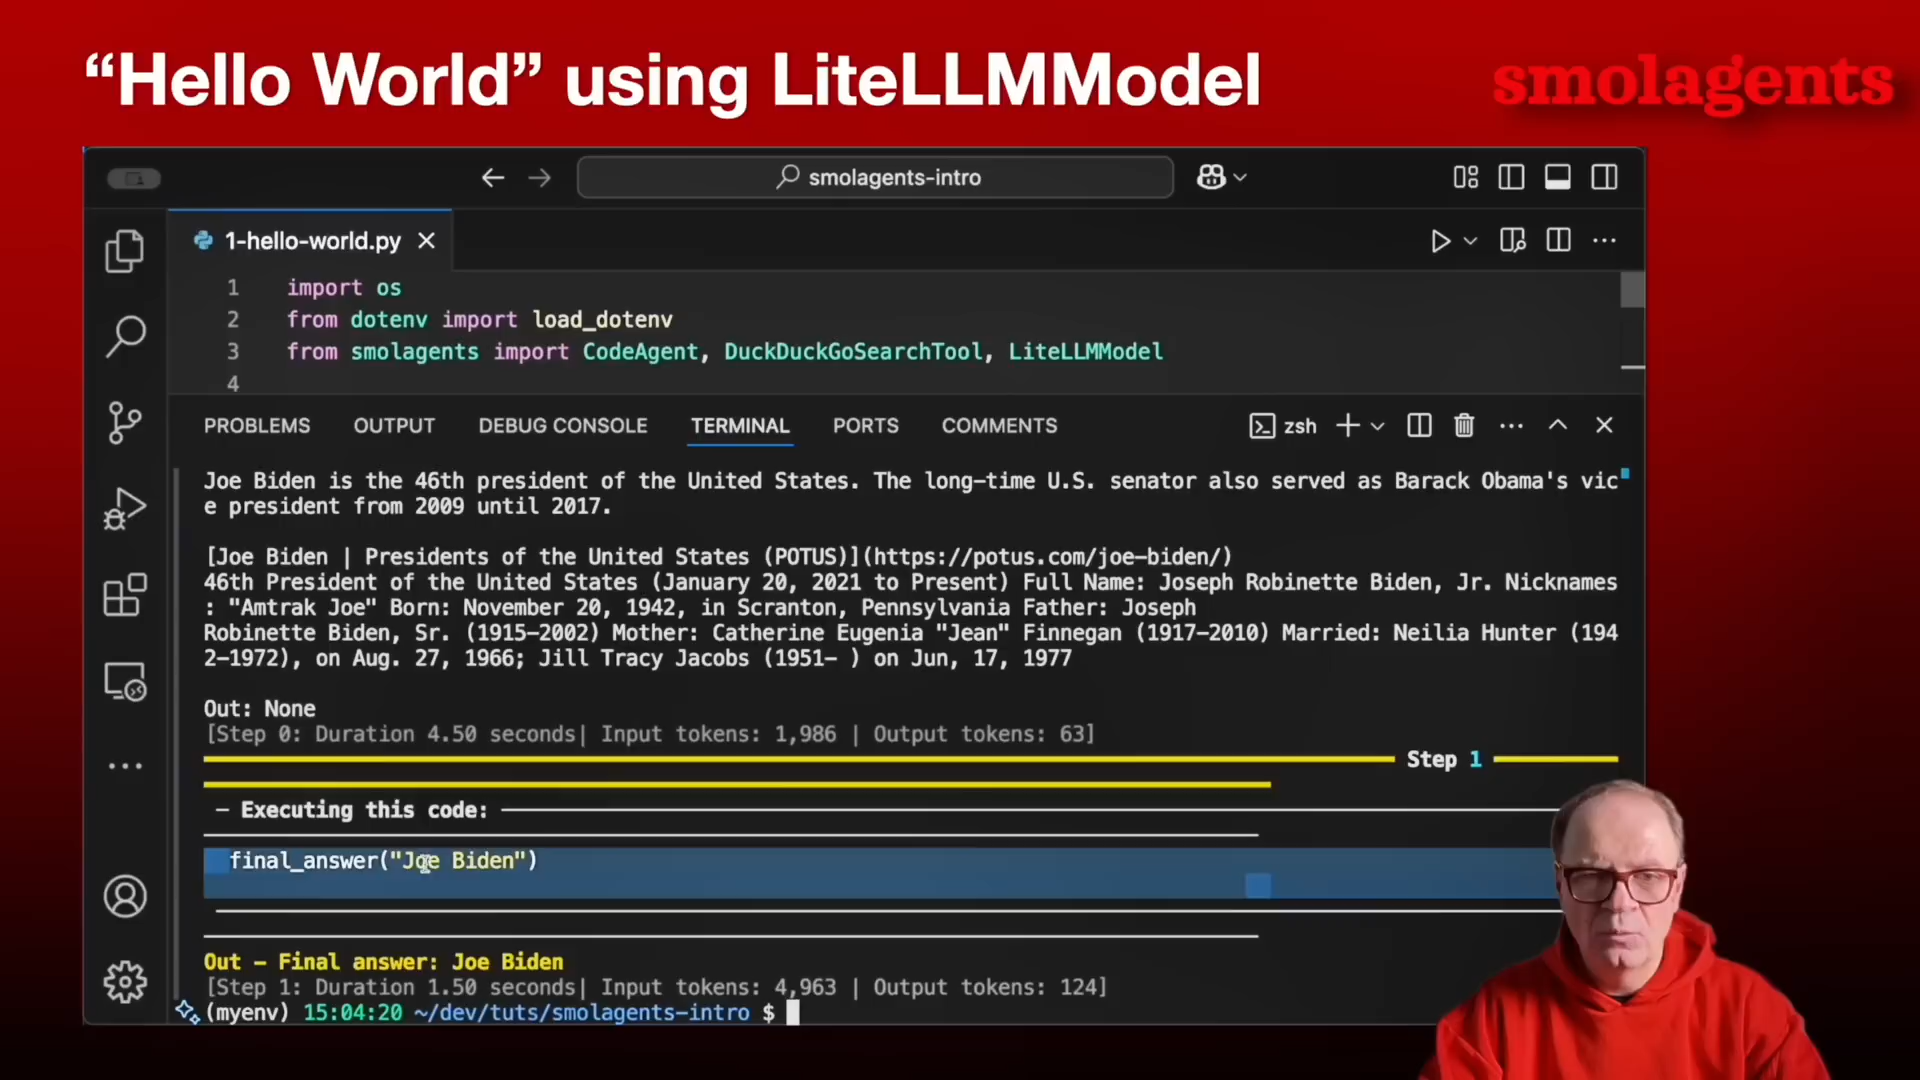 “Hello World” using LiteLLMModel
smolagents
smolagents-intro
1-hello-world.py
1 import os
2 from dotenv import load_dotenv
3 from smolagents import CodeAgent, DuckDuckGoSearchTool, LiteLLMModel
4
PROBLEMS OUTPUT DEBUG CONSOLE TERMINAL PORTS COMMENTS zsh
Joe Biden is the 46th president of the United States. The long-time U.S. senator also served as Barack Obama's vic
e president from 2009 until 2017.
[Joe Biden | Presidents of the United States (POTUS)](https://potus.com/joe-biden/)
46th President of the United States (January 20, 2021 to Present) Full Name: Joseph Robinette Biden, Jr. Nicknames
: "Amtrak Joe" Born: November 20, 1942, in Scranton, Pennsylvania Father: Joseph
Robinette Biden, Sr. (1915-2002) Mother: Catherine Eugenia "Jean" Finnegan (1917-2010) Married: Neilia Hunter (194
2-1972), on Aug. 27, 1966; Jill Tracy Jacobs (1951- ) on Jun, 17, 1977
Out: None
[Step 0: Duration 4.50 seconds| Input tokens: 1,986 | Output tokens: 63]
Step 1
- Executing this code:
final_answer("Joe Biden")
Out - Final answer: Joe Biden
[Step 1: Duration 1.50 seconds| Input tokens: 4,963 | Output tokens: 124]
(myenv) 15:04:20 ~/dev/tuts/smolagents-intro $